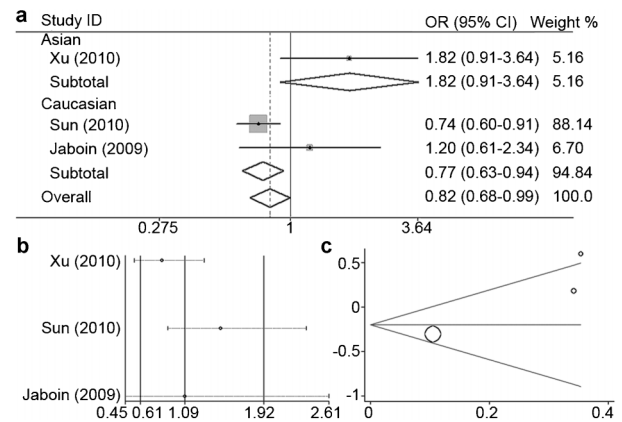 a
Study ID OR (95% CI) Weight %
Asian
Xu (2010) 1.82 (0.91-3.64) 5.16
Subtotal 1.82 (0.91-3.64) 5.16
Caucasian
Sun (2010) 0.74 (0.60-0.91) 88.14
Jaboin (2009) 1.20 (0.61-2.34) 6.70
Subtotal 0.77 (0.63-0.94) 94.84
Overall 0.82 (0.68-0.99) 100.0
0.275 1 3.64
b
Xu (2010)
Sun (2010)
Jaboin (2009)
0.45 0.61 1.09 1.92 2.61
c
0.5
0
-0.5
-1
0 0.2 0.4